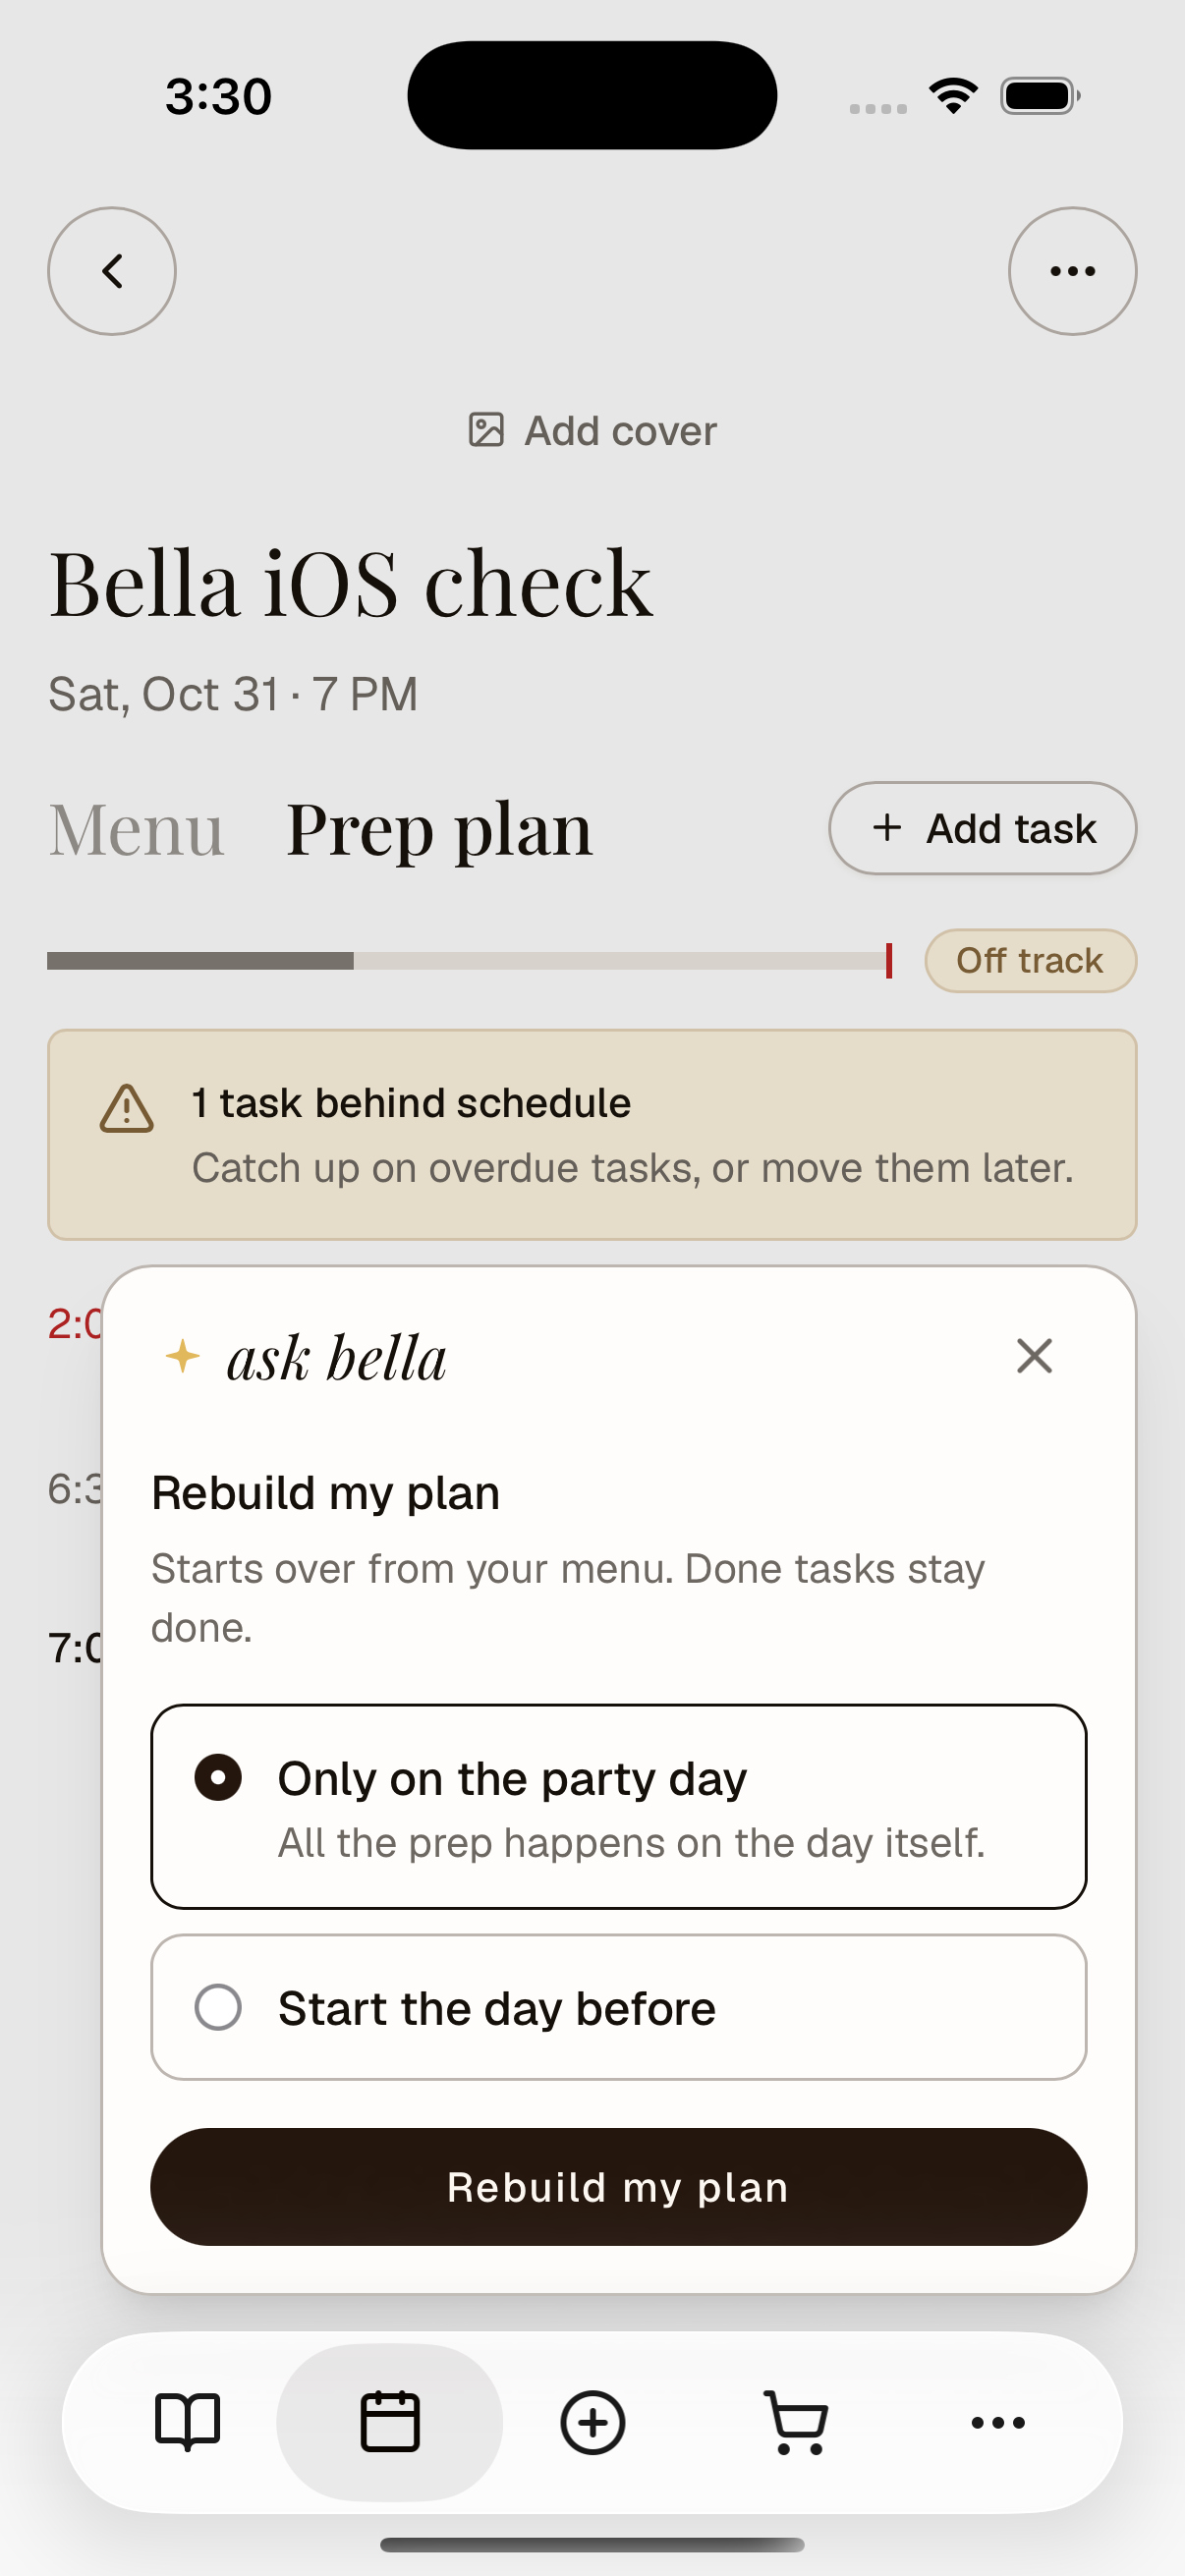 3:30
Add cover
Bella iOS check
Sat, Oct 31 · 7 PM
Menu
Prep plan
+ Add task
Off track
1 task behind schedule
Catch up on overdue tasks, or move them later.
ask bella
Rebuild my plan
Starts over from your menu. Done tasks stay
done.
Only on the party day
All the prep happens on the day itself.
Start the day before
Rebuild my plan